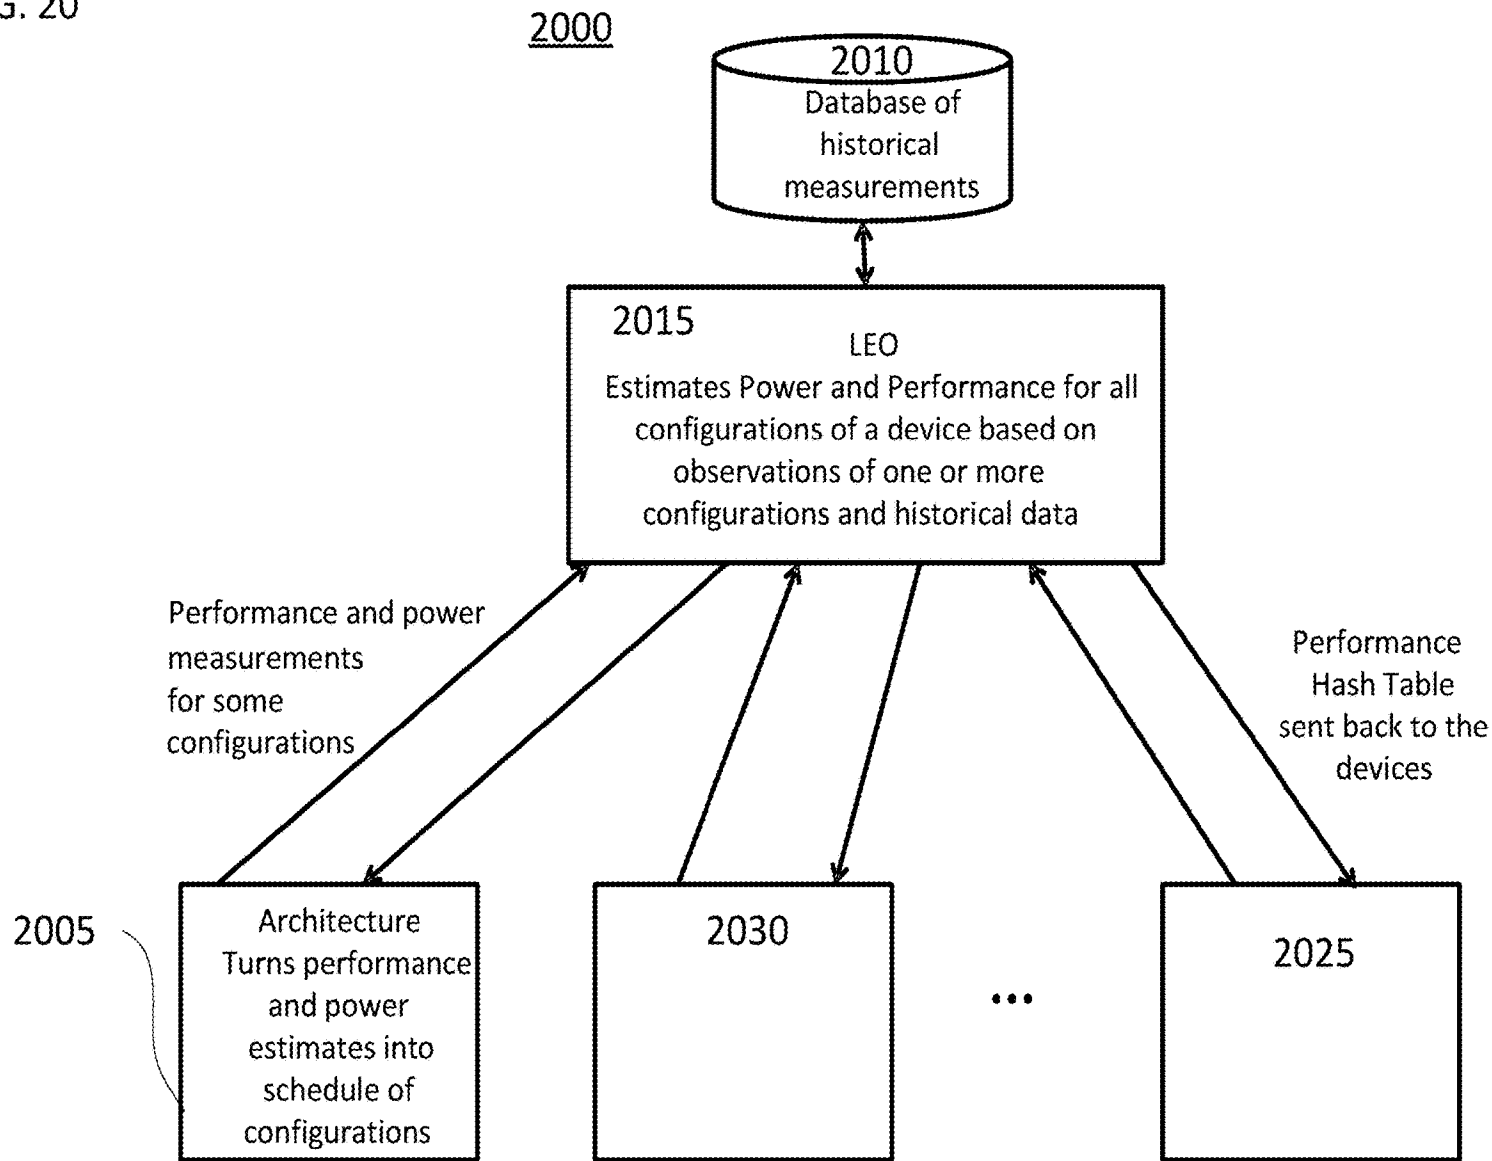 G. 20
2000
2010
Database of
historical
measurements
2015
LEO
Estimates Power and Performance for all
configurations of a device based on
observations of one or more
configurations and historical data
Performance and power
measurements
for some
configurations
Performance
Hash Table
sent back to the
devices
2005
Architecture
Turns performance
and power
estimates into
schedule of
configurations
2030
...
2025